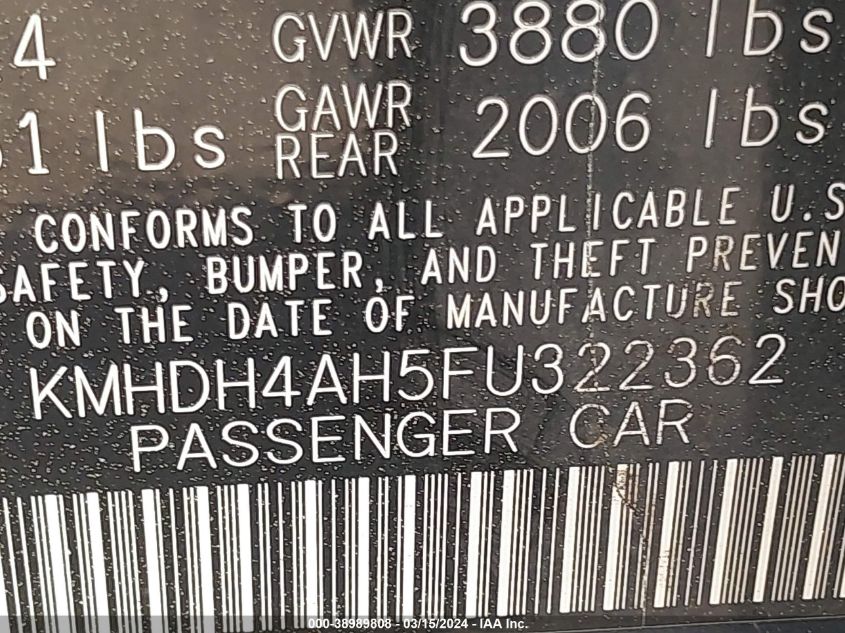 4 GVWR 3880 lbs
1 lbs GAWR REAR 2006 lbs
CONFORMS TO ALL APPLICABLE U.S
SAFETY, BUMPER, AND THEFT PREVEN
ON THE DATE OF MANUFACTURE SHO
KMHDH4AH5FU322362
PASSENGER CAR
000-38989808 - 03/15/2024 - IAA Inc.